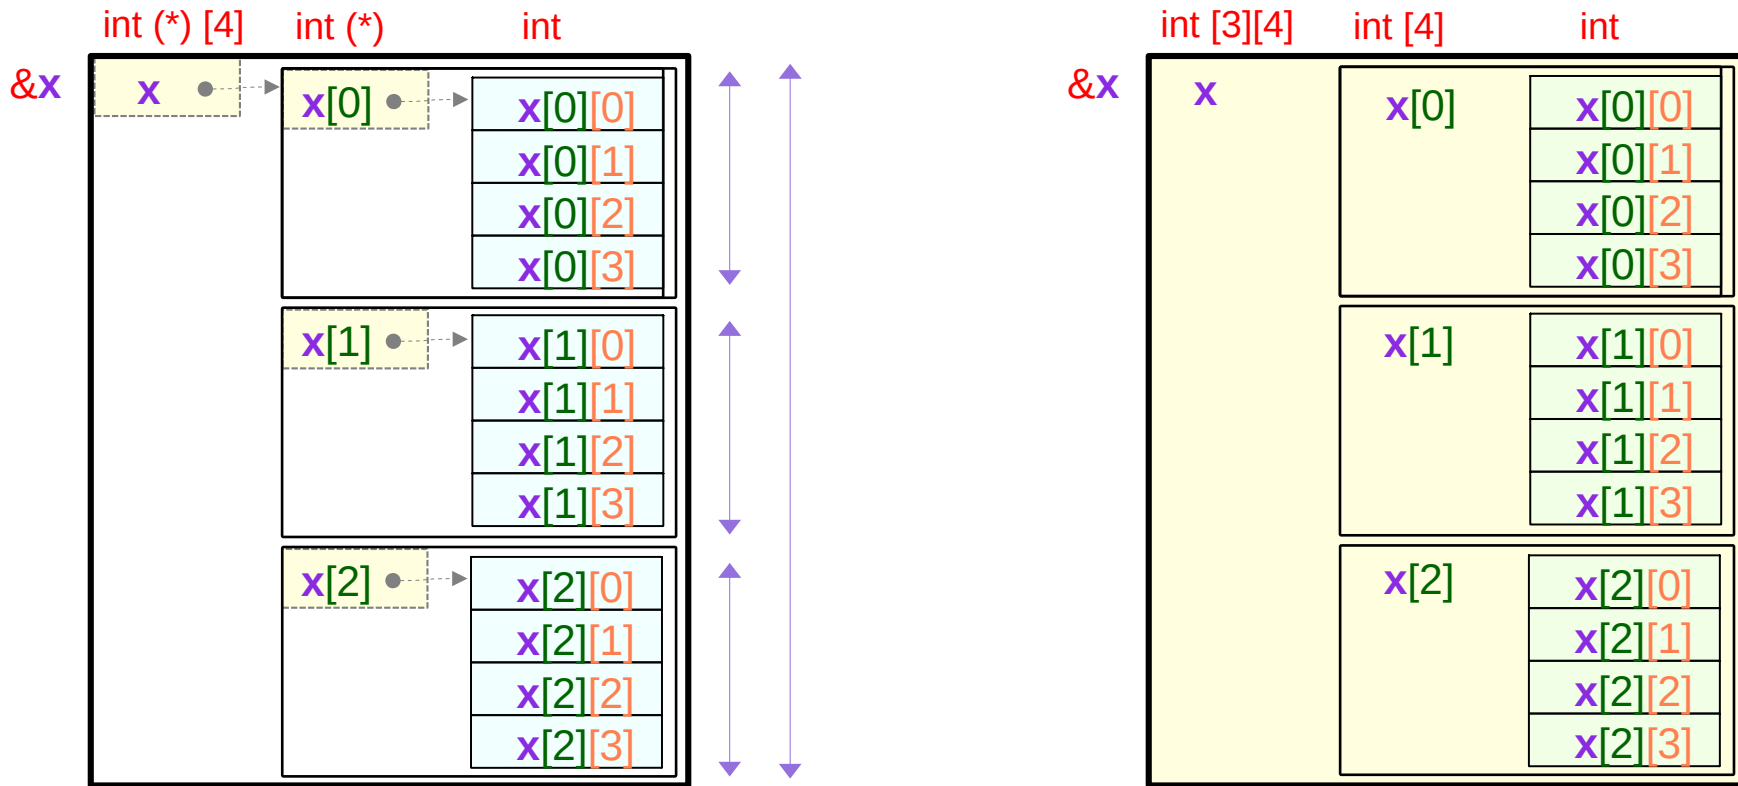 int (*) [4] int (*) int
&x x x[0] x[0][0]
x[0][1]
x[0][2]
x[0][3]
x[1] x[1][0]
x[1][1]
x[1][2]
x[1][3]
x[2] x[2][0]
x[2][1]
x[2][2]
x[2][3]
int [3][4] int [4] int
&x x x[0] x[0][0]
x[0][1]
x[0][2]
x[0][3]
x[1] x[1][0]
x[1][1]
x[1][2]
x[1][3]
x[2] x[2][0]
x[2][1]
x[2][2]
x[2][3]